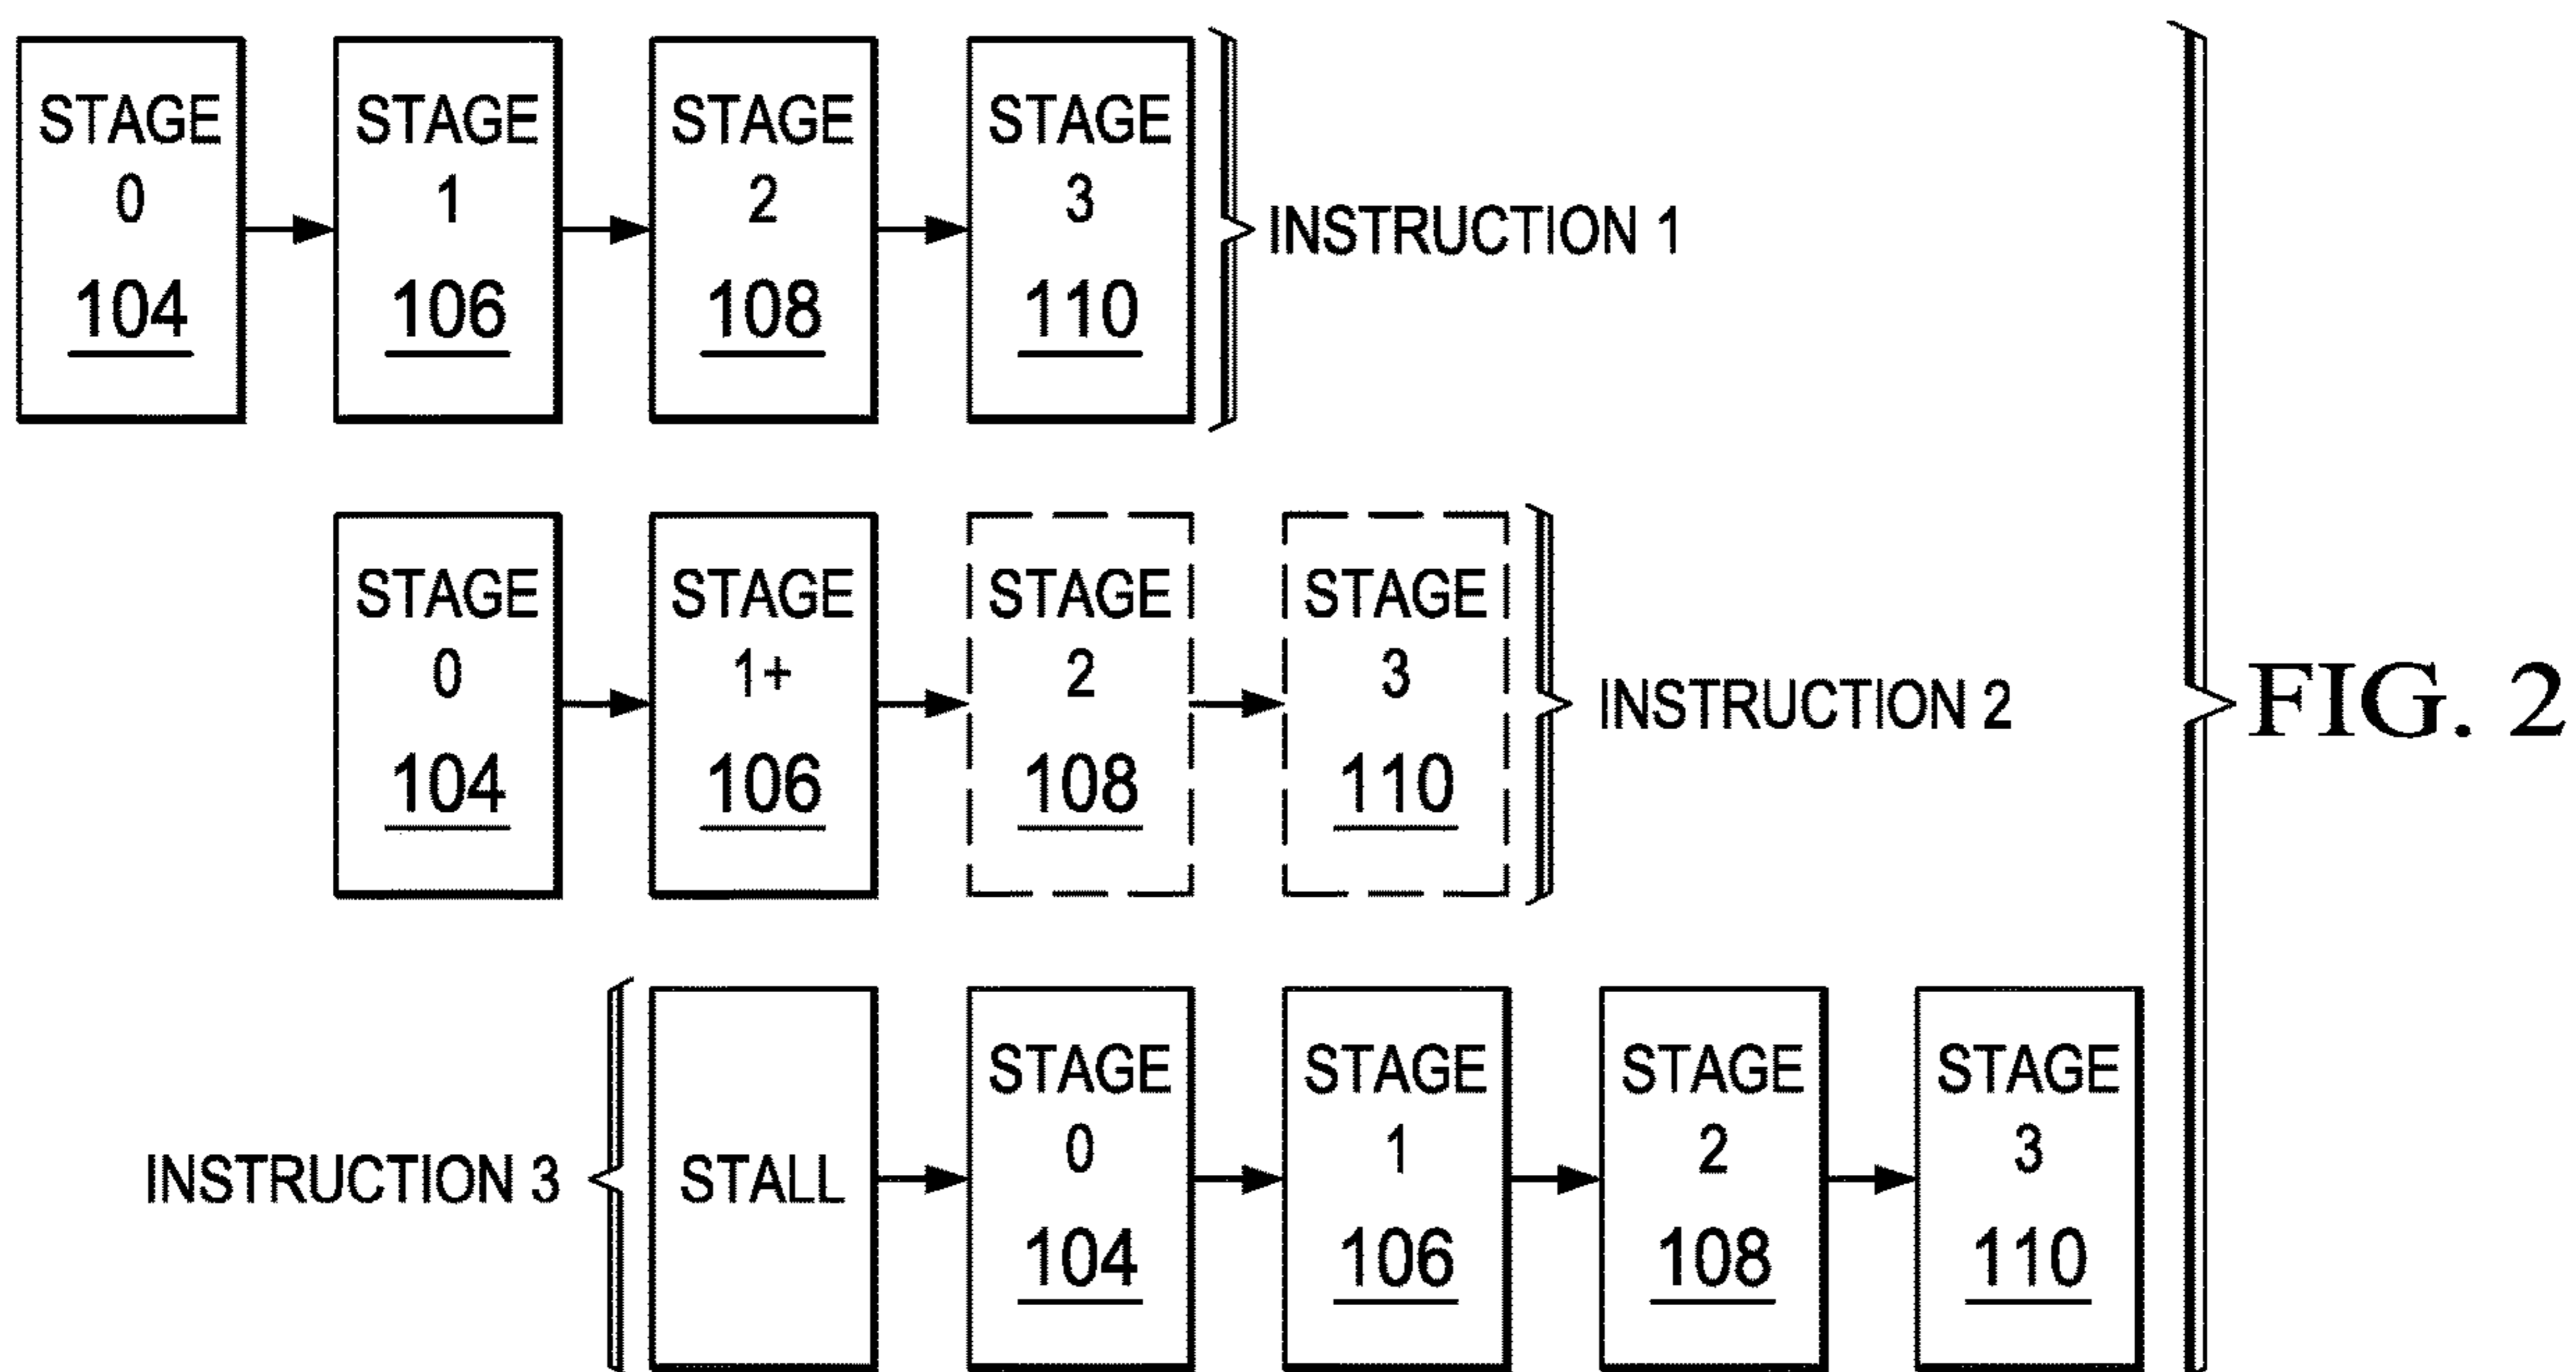 STAGE
0
104
STAGE
1
106
STAGE
2
108
STAGE
3
110
INSTRUCTION 1
STAGE
0
104
STAGE
1+
106
STAGE
2
108
STAGE
3
110
INSTRUCTION 2
INSTRUCTION 3
STALL
STAGE
0
104
STAGE
1
106
STAGE
2
108
STAGE
3
110
FIG. 2